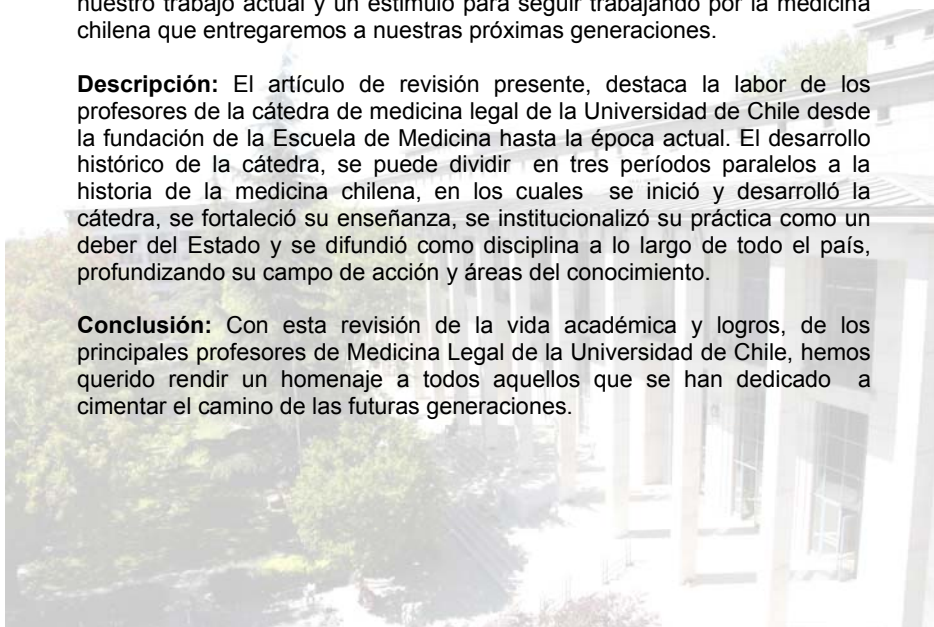 nuestro trabajo actual y un estímulo para seguir trabajando por la medicina
chilena que entregaremos a nuestras próximas generaciones.
Descripción: El artículo de revisión presente, destaca la labor de los
profesores de la cátedra de medicina legal de la Universidad de Chile desde
la fundación de la Escuela de Medicina hasta la época actual. El desarrollo
histórico de la cátedra, se puede dividir en tres períodos paralelos a la
historia de la medicina chilena, en los cuales se inició y desarrolló la
cátedra, se fortaleció su enseñanza, se institucionalizó su práctica como un
deber del Estado y se difundió como disciplina a lo largo de todo el país,
profundizando su campo de acción y áreas del conocimiento.
Conclusión: Con esta revisión de la vida académica y logros, de los
principales profesores de Medicina Legal de la Universidad de Chile, hemos
querido rendir un homenaje a todos aquellos que se han dedicado a
cimentar el camino de las futuras generaciones.